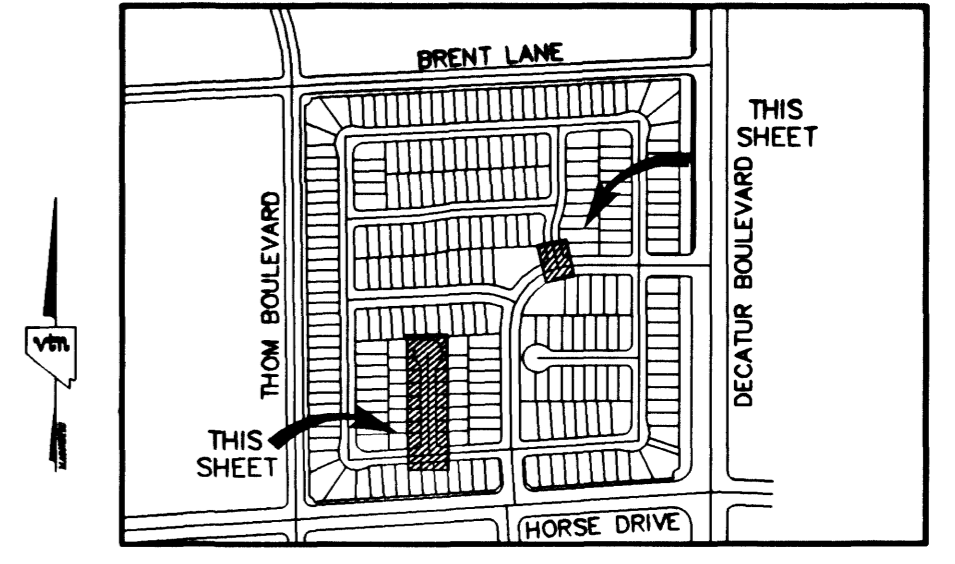 BRENT LANE
THIS
SHEET
THOM BOULEVARD
DECATUR BOULEVARD
vtn
THIS
SHEET
HORSE DRIVE